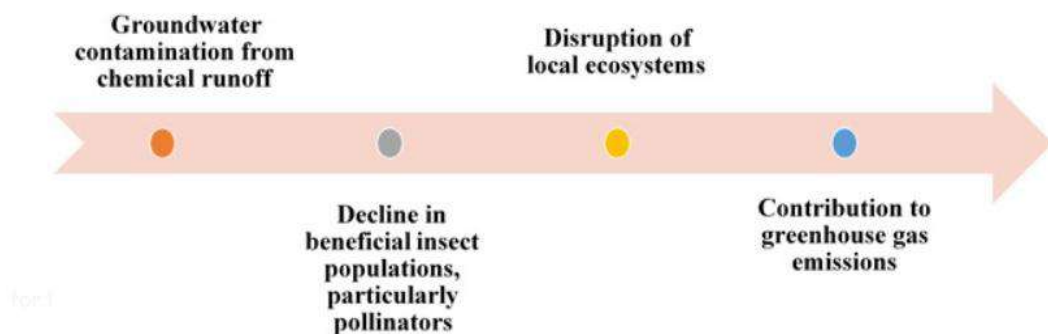 Groundwater
contamination from
chemical runoff
Decline in
beneficial insect
populations,
particularly
pollinators
Disruption of
local ecosystems
Contribution to
greenhouse gas
emissions